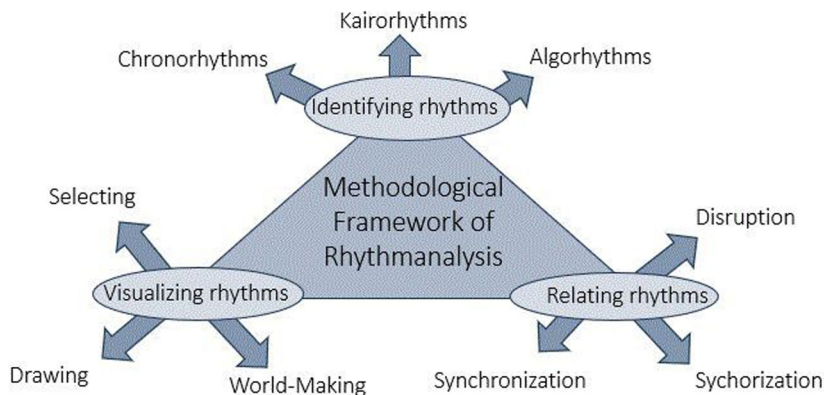 Kairorhythms
Chronorhythms
Algorhythms
Identifying rhythms
Methodological
Framework of
Rhythmanalysis
Selecting
Disruption
Visualizing rhythms
Relating rhythms
Drawing
World-Making
Synchronization
Sychorization